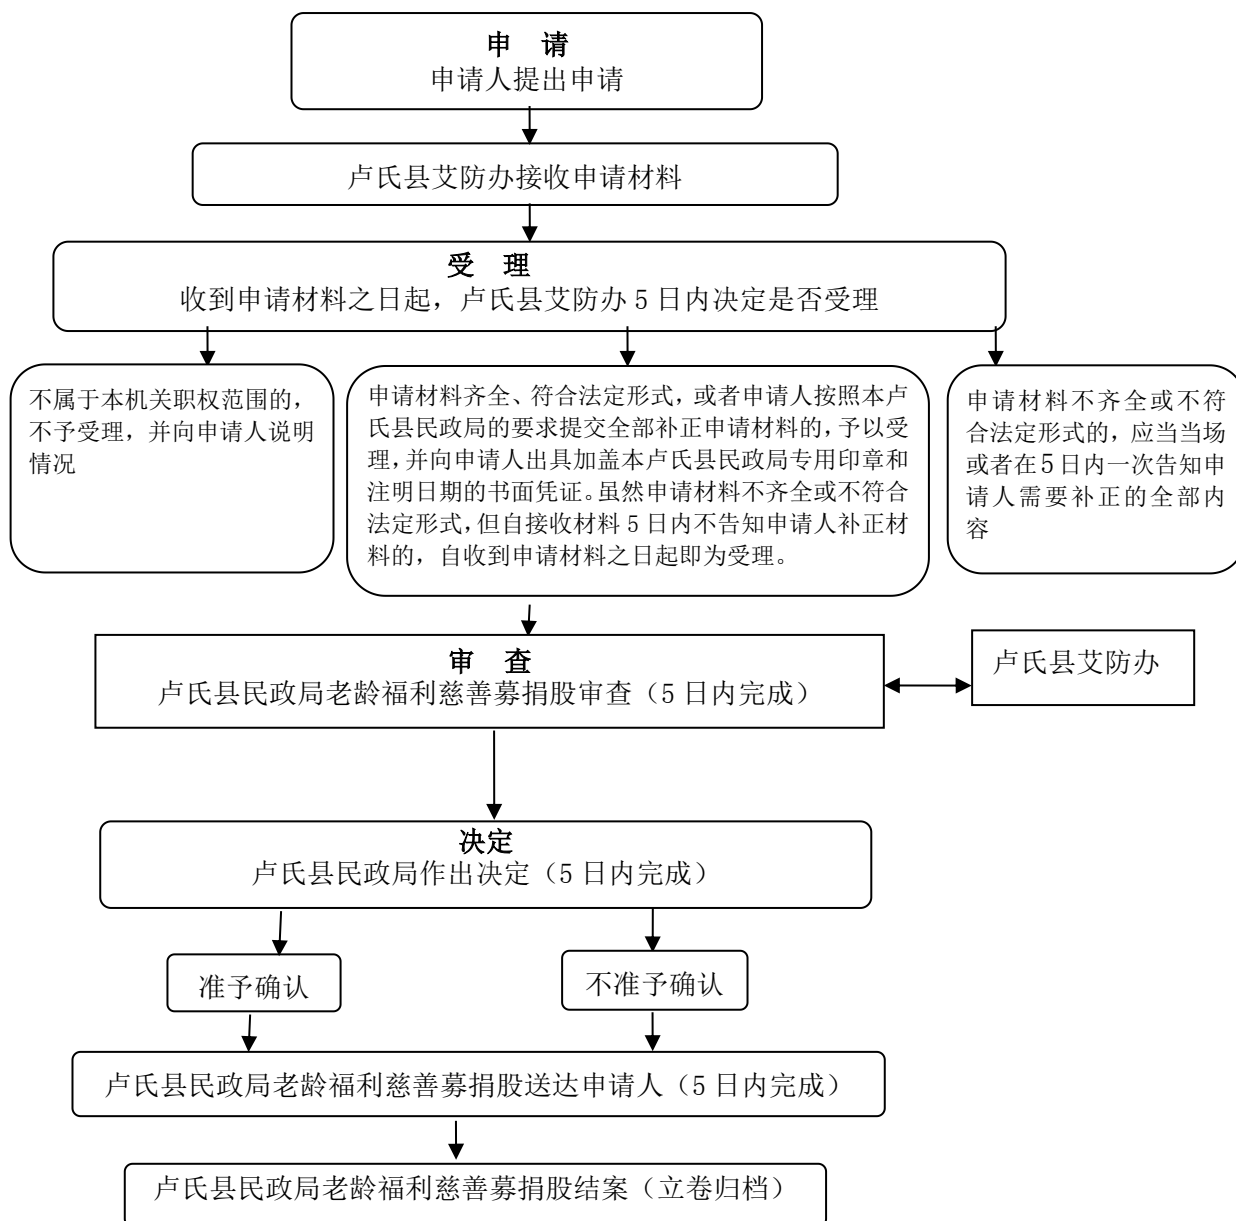 申 请
申请人提出申请
卢氏县艾防办接收申请材料
受 理
收到申请材料之日起，卢氏县艾防办 5 日内决定是否受理
不属于本机关职权范围的，
不予受理，并向申请人说明
情况
申请材料齐全、符合法定形式，或者申请人按照本卢
氏县民政局的要求提交全部补正申请材料的，予以受
理，并向申请人出具加盖本卢氏县民政局专用印章和
注明日期的书面凭证。虽然申请材料不齐全或不符合
法定形式，但自接收材料 5 日内不告知申请人补正材
料的，自收到申请材料之日起即为受理。
申请材料不齐全或不符
合法定形式的，应当当场
或者在 5 日内一次告知申
请人需要补正的全部内
容
审 查
卢氏县民政局老龄福利慈善募捐股审查（5 日内完成）
卢氏县艾防办
决定
卢氏县民政局作出决定（5 日内完成）
准予确认
不准予确认
卢氏县民政局老龄福利慈善募捐股送达申请人（5 日内完成）
卢氏县民政局老龄福利慈善募捐股结案（立卷归档）